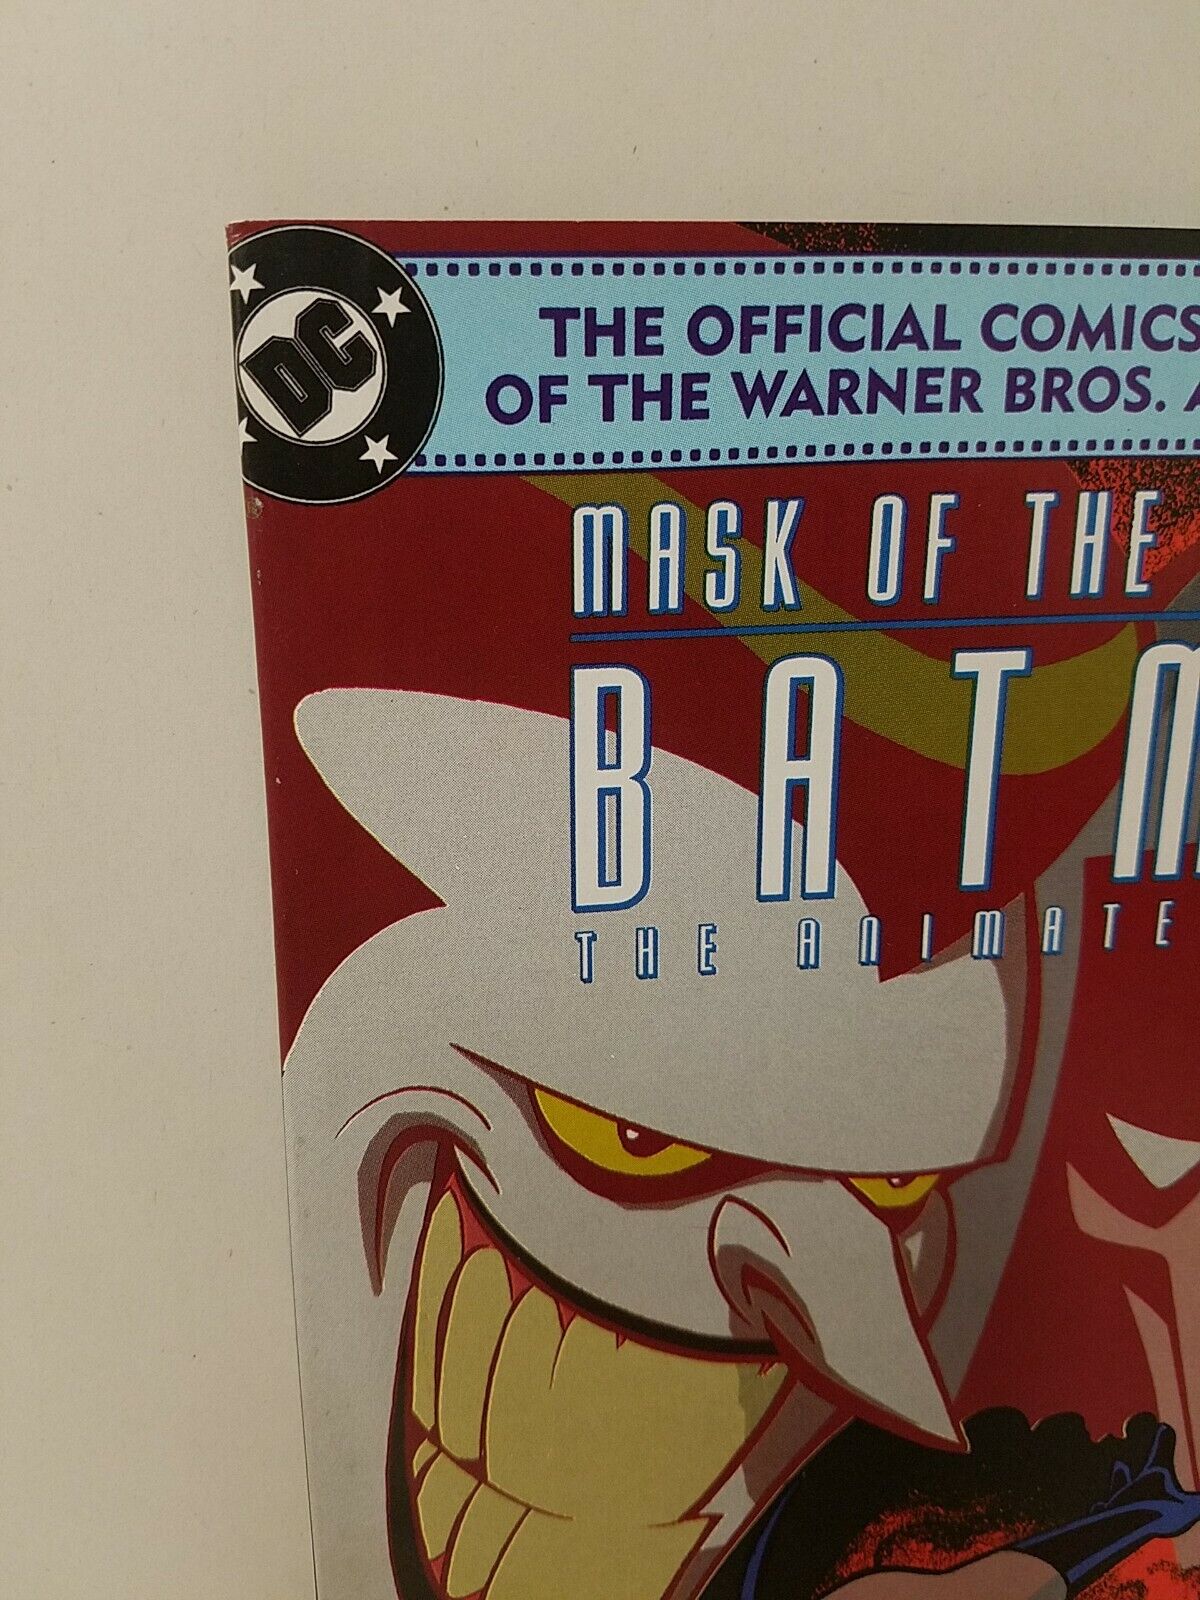 DC
THE OFFICIAL COMICS
OF THE WARNER BROS.
MASK OF THE
BATM
THE ANIMATE